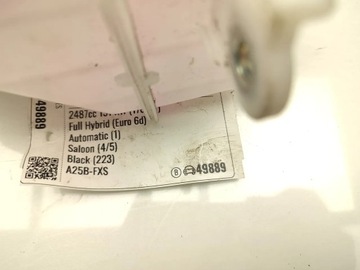 2487cc
Full Hybrid (Euro 6d)
Automatic (1)
Saloon (4/5)
Black (223)
A25B-FXS
B 49889
49889